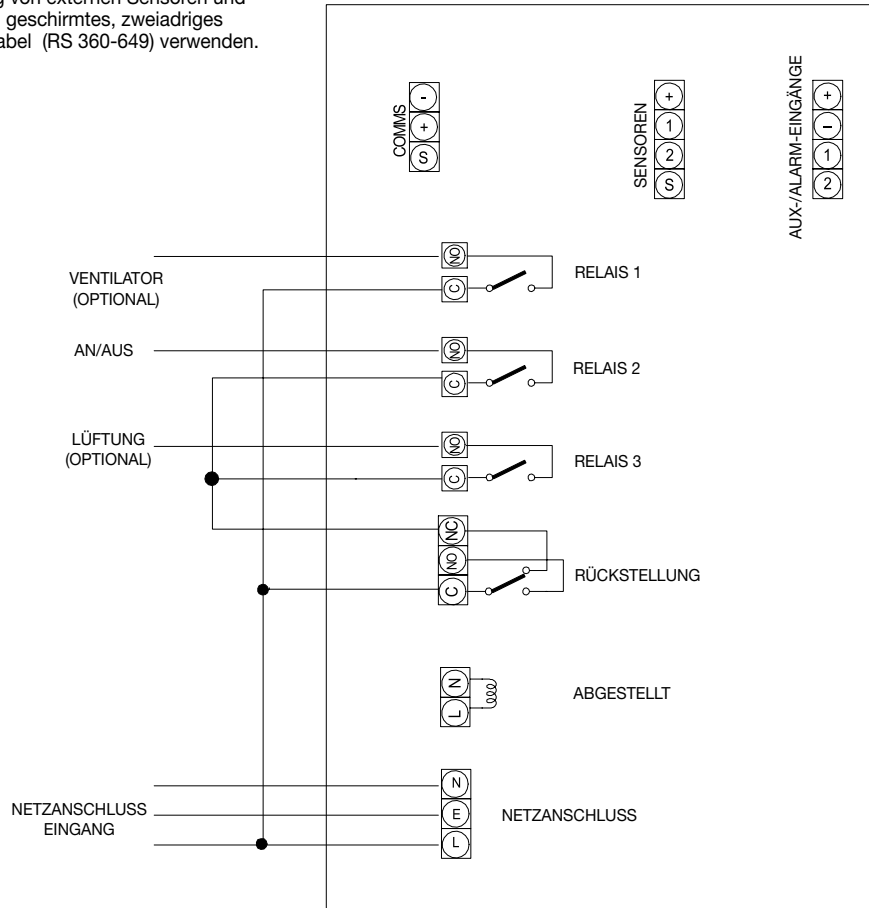 von externen Sensoren und
geschirmtes, zweiadriges
(RS 360-649) verwenden.
COMMS
-
+
S
SENSOREN
+
1
2
S
AUX-/ALARM-EINGÄNGE
+
–
1
2
VENTILATOR
(OPTIONAL)
NO
C
RELAIS 1
AN/AUS
NO
C
RELAIS 2
LÜFTUNG
(OPTIONAL)
NO
C
RELAIS 3
NC
NO
C
RÜCKSTELLUNG
N
L
ABGESTELLT
NETZANSCHLUSS
EINGANG
N
E
L
NETZANSCHLUSS